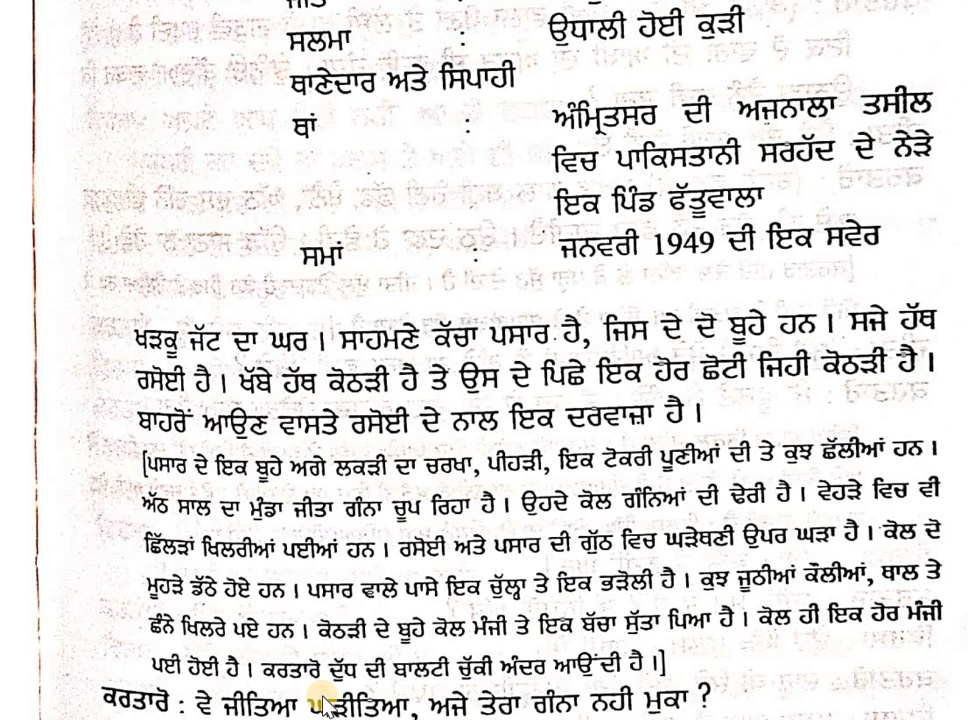 ਜੀਤ
ਸਲਮਾ : ਉਧਾਲੀ ਹੋਈ ਕੁੜੀ
ਥਾਣੇਦਾਰ ਅਤੇ ਸਿਪਾਹੀ
ਥਾਂ : ਅੰਮ੍ਰਿਤਸਰ ਦੀ ਅਜਨਾਲਾ ਤਸੀਲ
ਵਿਚ ਪਾਕਿਸਤਾਨੀ ਸਰਹੱਦ ਦੇ ਨੇੜੇ
ਇਕ ਪਿੰਡ ਫੱਤੂਵਾਲਾ
ਸਮਾਂ : ਜਨਵਰੀ 1949 ਦੀ ਇਕ ਸਵੇਰ
ਖੜਕੂ ਜੱਟ ਦਾ ਘਰ । ਸਾਹਮਣੇ ਕੱਚਾ ਪਸਾਰ ਹੈ, ਜਿਸ ਦੇ ਦੋ ਬੂਹੇ ਹਨ । ਸਜੇ ਹੱਥ
ਰਸੋਈ ਹੈ । ਖੱਬੇ ਹੱਥ ਕੋਠੜੀ ਹੈ ਤੇ ਉਸ ਦੇ ਪਿਛੇ ਇਕ ਹੋਰ ਛੋਟੀ ਜਿਹੀ ਕੋਠੜੀ ਹੈ ।
ਬਾਹਰੋਂ ਆਉਣ ਵਾਸਤੇ ਰਸੋਈ ਦੇ ਨਾਲ ਇਕ ਦਰਵਾਜ਼ਾ ਹੈ ।
[ਪਸਾਰ ਦੇ ਇਕ ਬੂਹੇ ਅਗੇ ਲਕੜੀ ਦਾ ਚਰਖਾ, ਪੀਹੜੀ, ਇਕ ਟੋਕਰੀ ਪੂਣੀਆਂ ਦੀ ਤੇ ਕੁਝ ਛੱਲੀਆਂ ਹਨ ।
ਅੱਠ ਸਾਲ ਦਾ ਮੁੰਡਾ ਜੀਤਾ ਗੰਨਾ ਚੂਪ ਰਿਹਾ ਹੈ । ਉਹਦੇ ਕੋਲ ਗੰਨਿਆਂ ਦੀ ਢੇਰੀ ਹੈ । ਵੇਹੜੇ ਵਿਚ ਵੀ
ਛਿੱਲੜਾਂ ਖਿਲਰੀਆਂ ਪਈਆਂ ਹਨ । ਰਸੋਈ ਅਤੇ ਪਸਾਰ ਦੀ ਗੁੱਠ ਵਿਚ ਘੜੇਥਣੀ ਉਪਰ ਘੜਾ ਹੈ । ਕੋਲ ਦੋ
ਮੂਹੜੇ ਡੱਠੇ ਹੋਏ ਹਨ । ਪਸਾਰ ਵਾਲੇ ਪਾਸੇ ਇਕ ਚੁੱਲ੍ਹਾ ਤੇ ਇਕ ਭੜੋਲੀ ਹੈ । ਕੁਝ ਜੂਠੀਆਂ ਕੌਲੀਆਂ, ਥਾਲ ਤੇ
ਛੰਨੇ ਖਿਲਰੇ ਪਏ ਹਨ । ਕੋਠੜੀ ਦੇ ਬੂਹੇ ਕੋਲ ਮੰਜੀ ਤੇ ਇਕ ਬੱਚਾ ਸੁੱਤਾ ਪਿਆ ਹੈ । ਕੋਲ ਹੀ ਇਕ ਹੋਰ ਮੰਜੀ
ਪਈ ਹੋਈ ਹੈ । ਕਰਤਾਰੋ ਦੁੱਧ ਦੀ ਬਾਲਟੀ ਚੁੱਕੀ ਅੰਦਰ ਆਉਂਦੀ ਹੈ ।]
ਕਰਤਾਰੋ : ਵੇ ਜੀਤਿਆ ਪਲੀਤਿਆ, ਅਜੇ ਤੇਰਾ ਗੰਨਾ ਨਹੀ ਮੁਕਾ ?